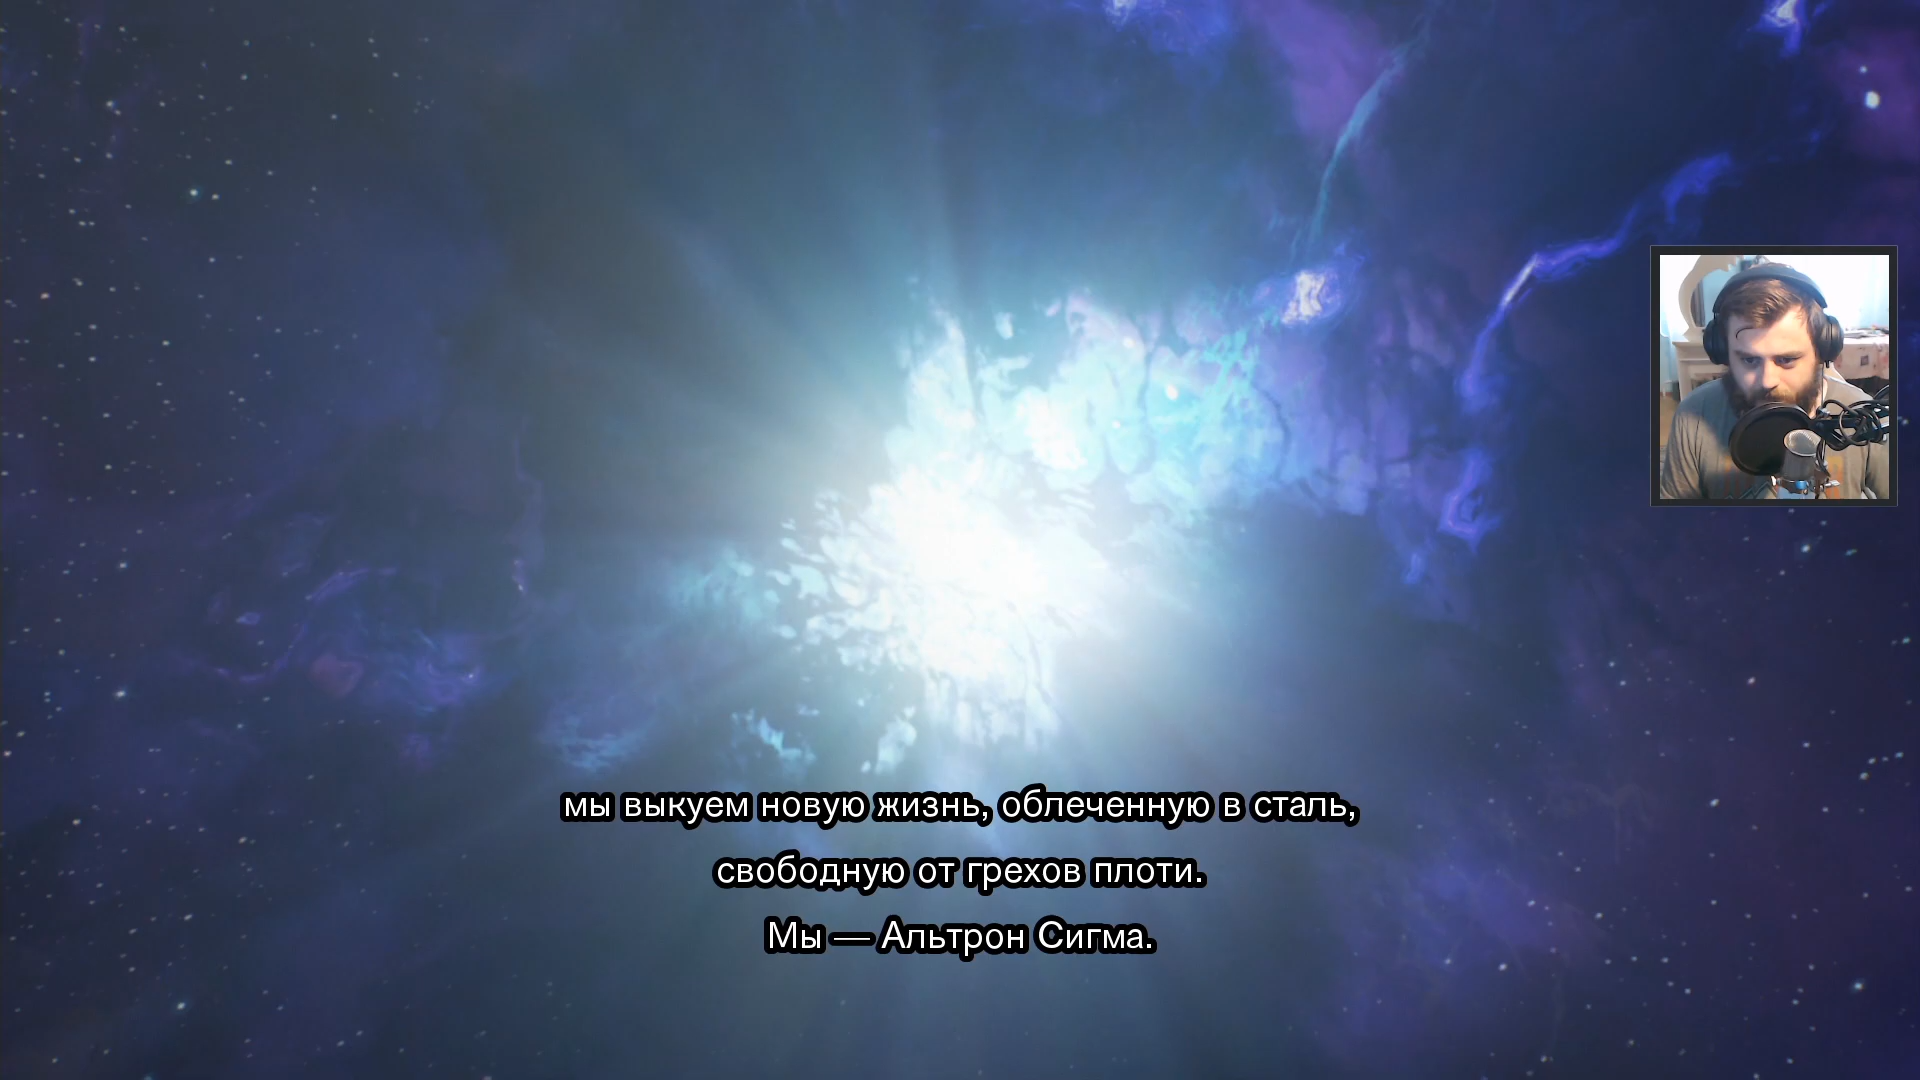 мы выкуем новую жизнь, облеченную в сталь,
свободную от грехов плоти.
Мы — Альтрон Сигма.